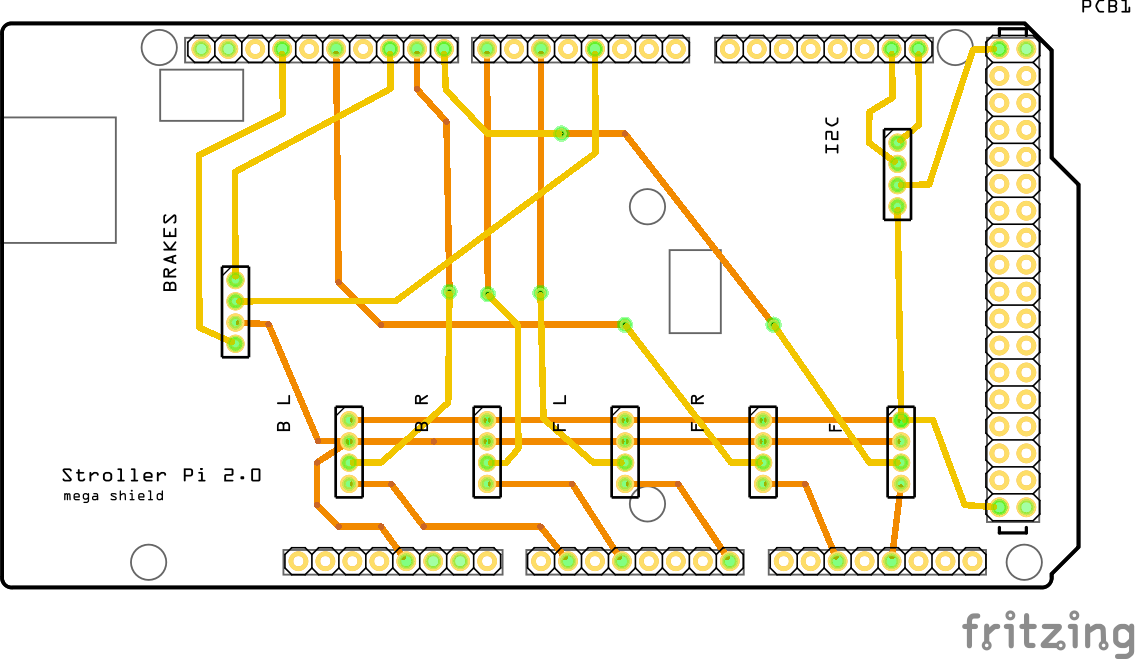 PCB1
I2C
BRAKES
B L
B R
F L
F R
F
Stroller Pi 2.0
mega shield
fritzing